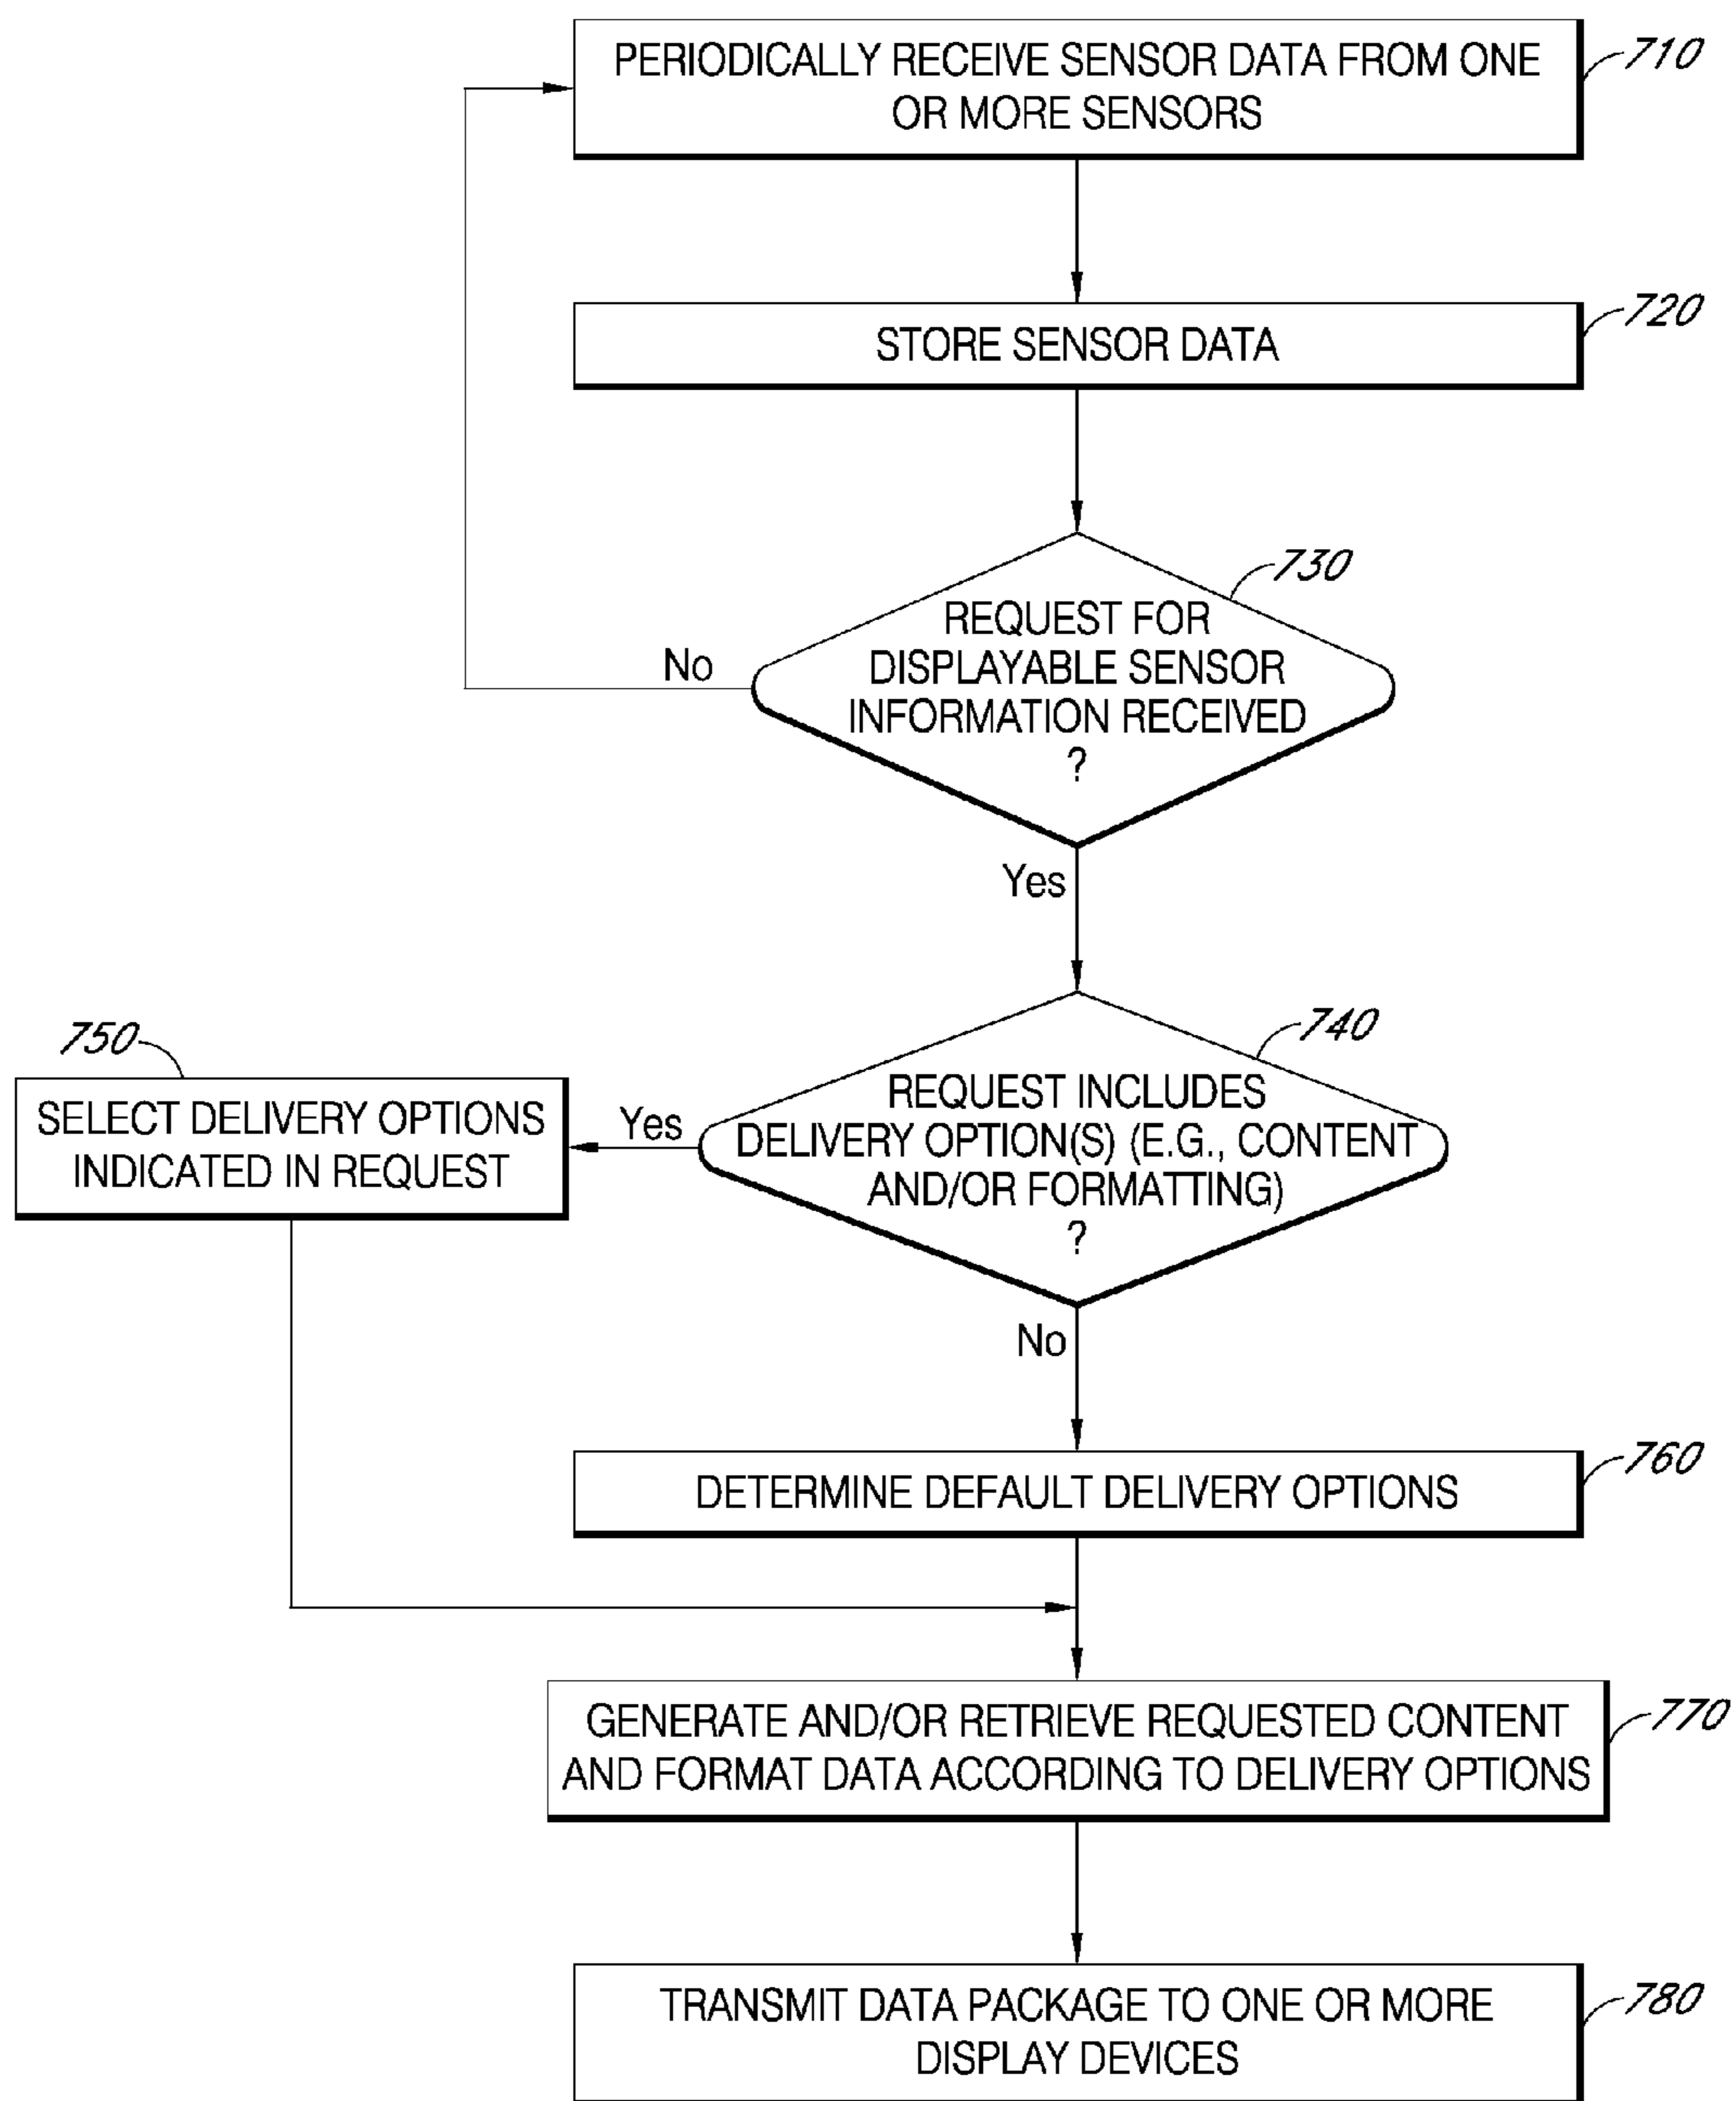 PERIODICALLY RECEIVE SENSOR DATA FROM ONE
OR MORE SENSORS
710
STORE SENSOR DATA
720
730
REQUEST FOR
DISPLAYABLE SENSOR
INFORMATION RECEIVED
?
No
Yes
740
REQUEST INCLUDES
DELIVERY OPTION(S) (E.G., CONTENT
AND/OR FORMATTING)
?
Yes
750
SELECT DELIVERY OPTIONS
INDICATED IN REQUEST
No
DETERMINE DEFAULT DELIVERY OPTIONS
760
GENERATE AND/OR RETRIEVE REQUESTED CONTENT
AND FORMAT DATA ACCORDING TO DELIVERY OPTIONS
770
TRANSMIT DATA PACKAGE TO ONE OR MORE
DISPLAY DEVICES
780